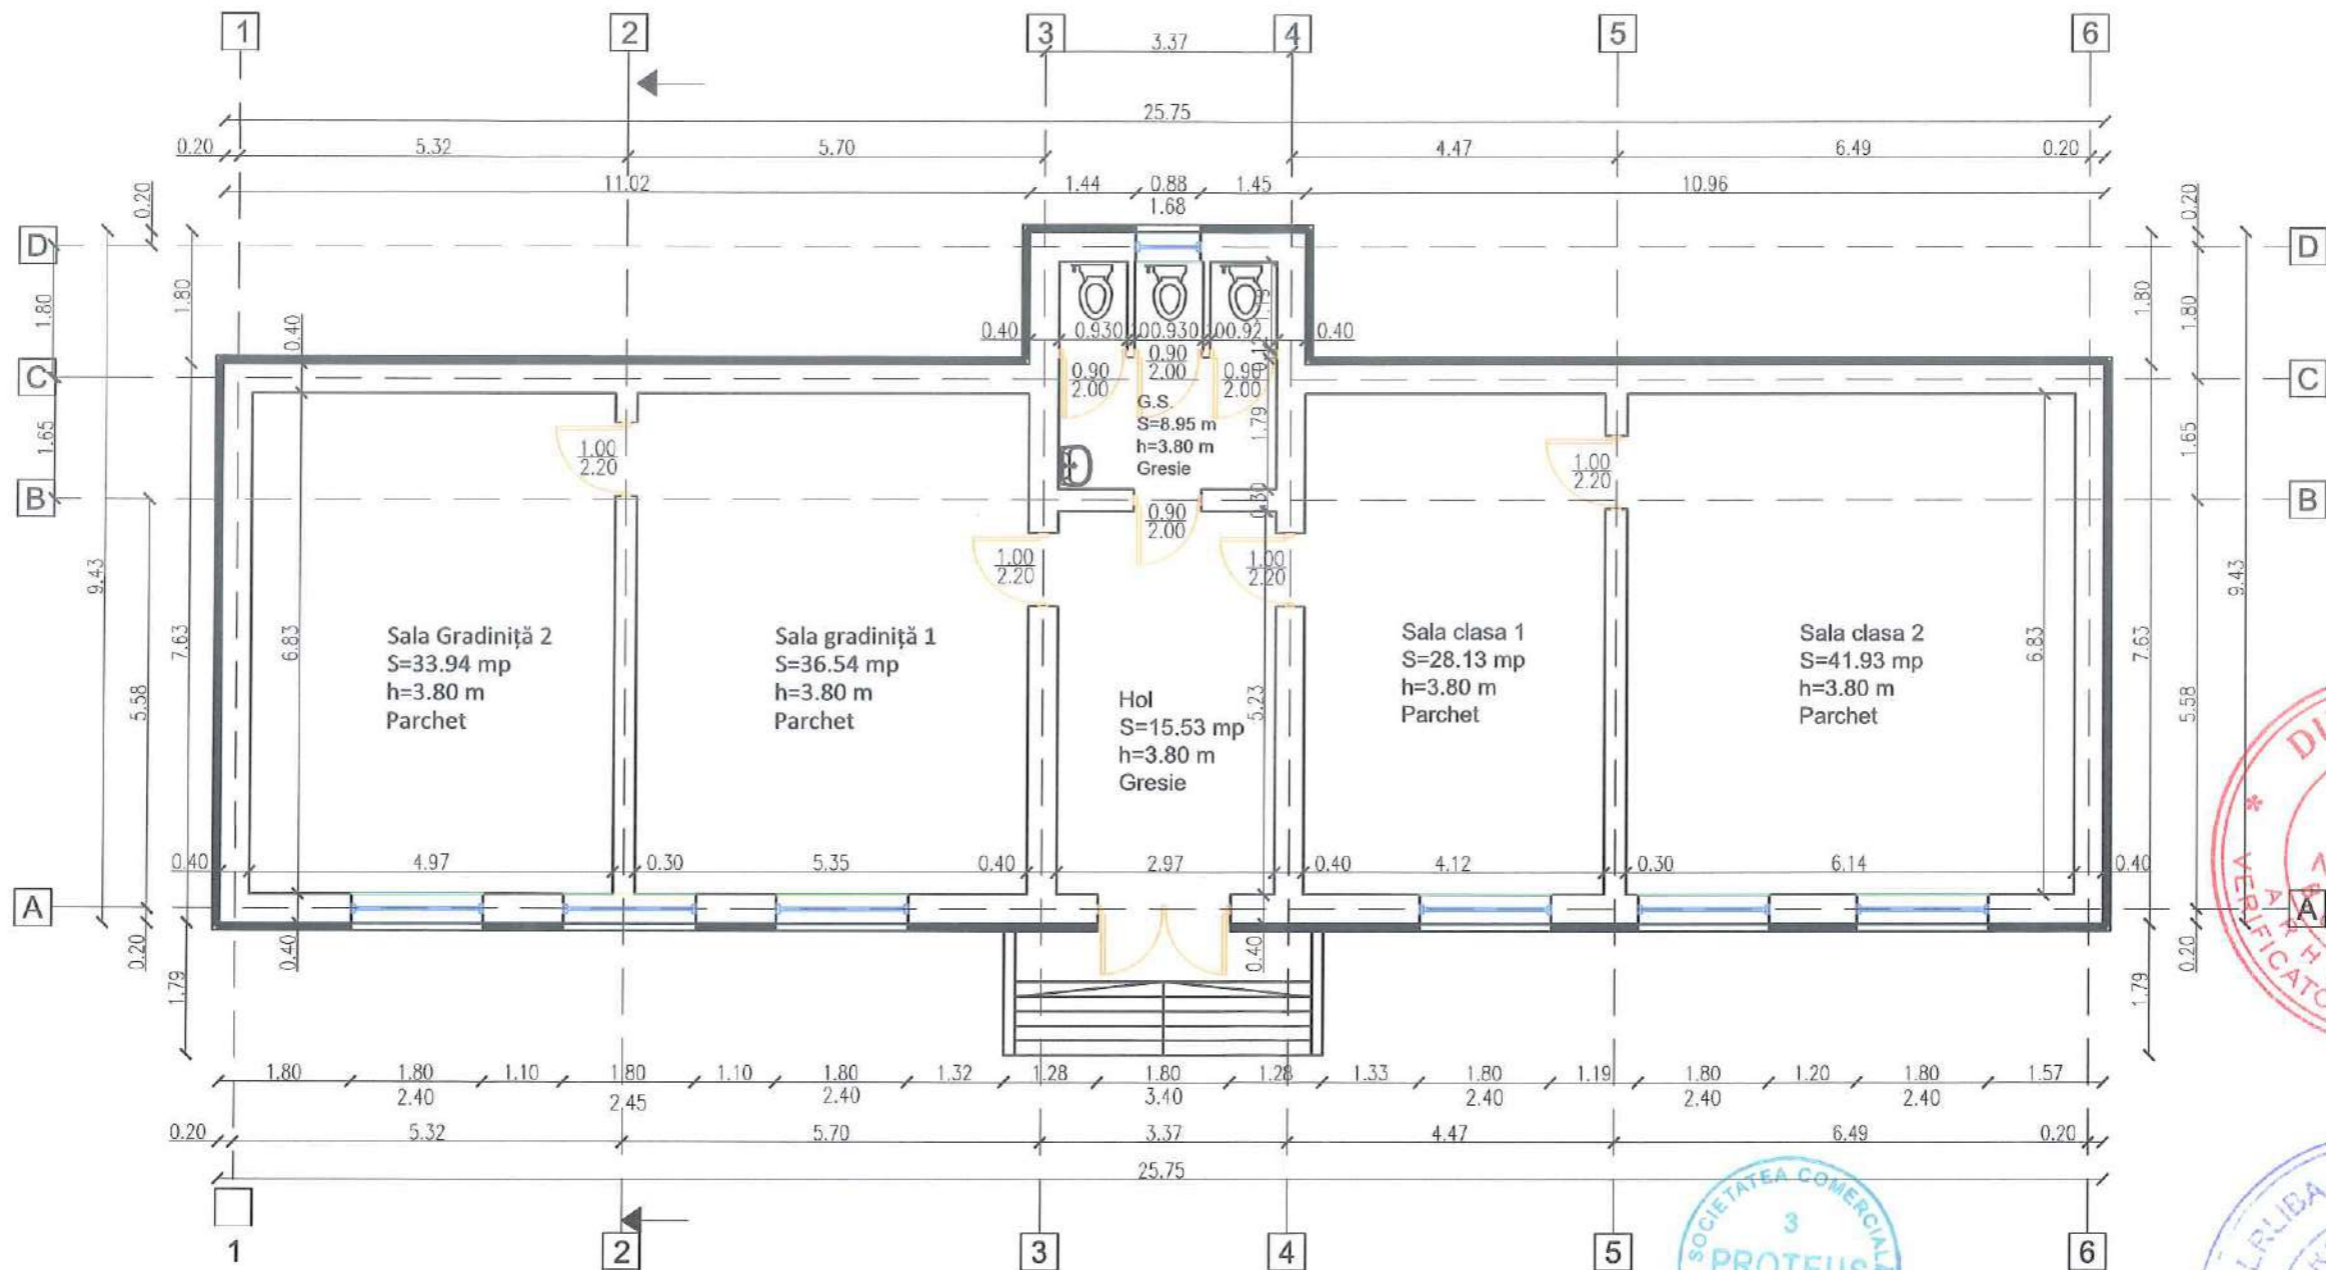 1 2 3 4 5 6
3.37
25.75
0.20 5.32 5.70 4.47 6.49 0.20
11.02 1.44 0.88 1.45 10.96
1.68
0.20 0.20
D D
1.80 1.80 1.80 1.80
0.40
0.40 0.40
0.90 0.90 0.90
2.00 2.00 2.00
C C
1.65 1.79 1.65
G.S.
S=8.95 m
h=3.80 m
Gresie
1.00 1.00
2.20 2.20
B B
0.30
0.90
2.00
1.00 1.00
2.20 2.20
9.43 9.43
7.63 6.83 6.83 7.63
5.58 5.58
Sala Gradiniță 2
S=33.94 mp
h=3.80 m
Parchet
Sala gradiniță 1
S=36.54 mp
h=3.80 m
Parchet
Hol
S=15.53 mp
h=3.80 m
Gresie
5.23
Sala clasa 1
S=28.13 mp
h=3.80 m
Parchet
Sala clasa 2
S=41.93 mp
h=3.80 m
Parchet
0.40 4.97 0.30 5.35 0.40 2.97 0.40 4.12 0.30 6.14 0.40
A A
0.20 0.40 0.40 0.20
1.79 1.79
VERIFICATO
1.80 1.80 1.10 1.80 1.10 1.80 1.32 1.28 1.80 1.28 1.33 1.80 1.19 1.80 1.20 1.80 1.57
2.40 2.45 2.40 3.40 2.40 2.40 2.40
0.20 5.32 5.70 3.37 4.47 6.49 0.20
25.75
1 2 3 4 5 6
SOCIETATEA COMERCIALĂ
3
PROTEUS